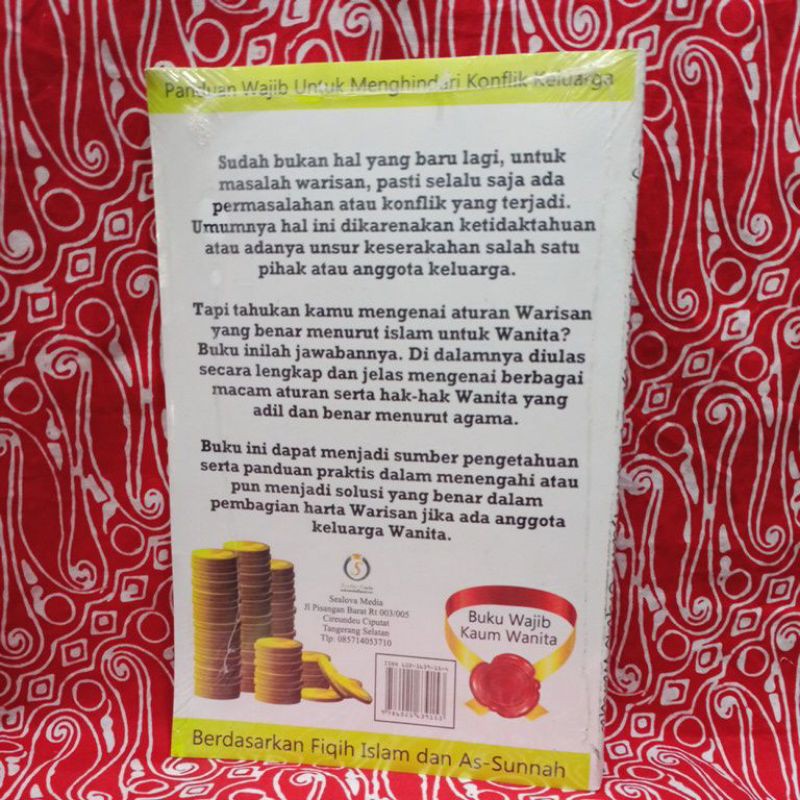 Panduan Wajib Untuk Menghindari Konflik Keluarga
Sudah bukan hal yang baru lagi, untuk
masalah warisan, pasti selalu saja ada
permasalahan atau konflik yang terjadi.
Umumnya hal ini dikarenakan ketidaktahuan
atau adanya unsur keserakahan salah satu
pihak atau anggota keluarga.
Tapi tahukan kamu mengenai aturan Warisan
yang benar menurut islam untuk Wanita?
Buku inilah jawabannya. Di dalamnya diulas
secara lengkap dan jelas mengenai berbagai
macam aturan serta hak-hak Wanita yang
adil dan benar menurut agama.
Buku ini dapat menjadi sumber pengetahuan
serta panduan praktis dalam menengahi atau
pun menjadi solusi yang benar dalam
pembagian harta Warisan jika ada anggota
keluarga Wanita.
Sealova Media
Jl Pisangan Barat Rt 003/005
Cireundeu Ciputat
Tangerang Selatan
Tlp: 085714053710
Buku Wajib
Kaum Wanita
ISBN
Berdasarkan Fiqih Islam dan As-Sunnah